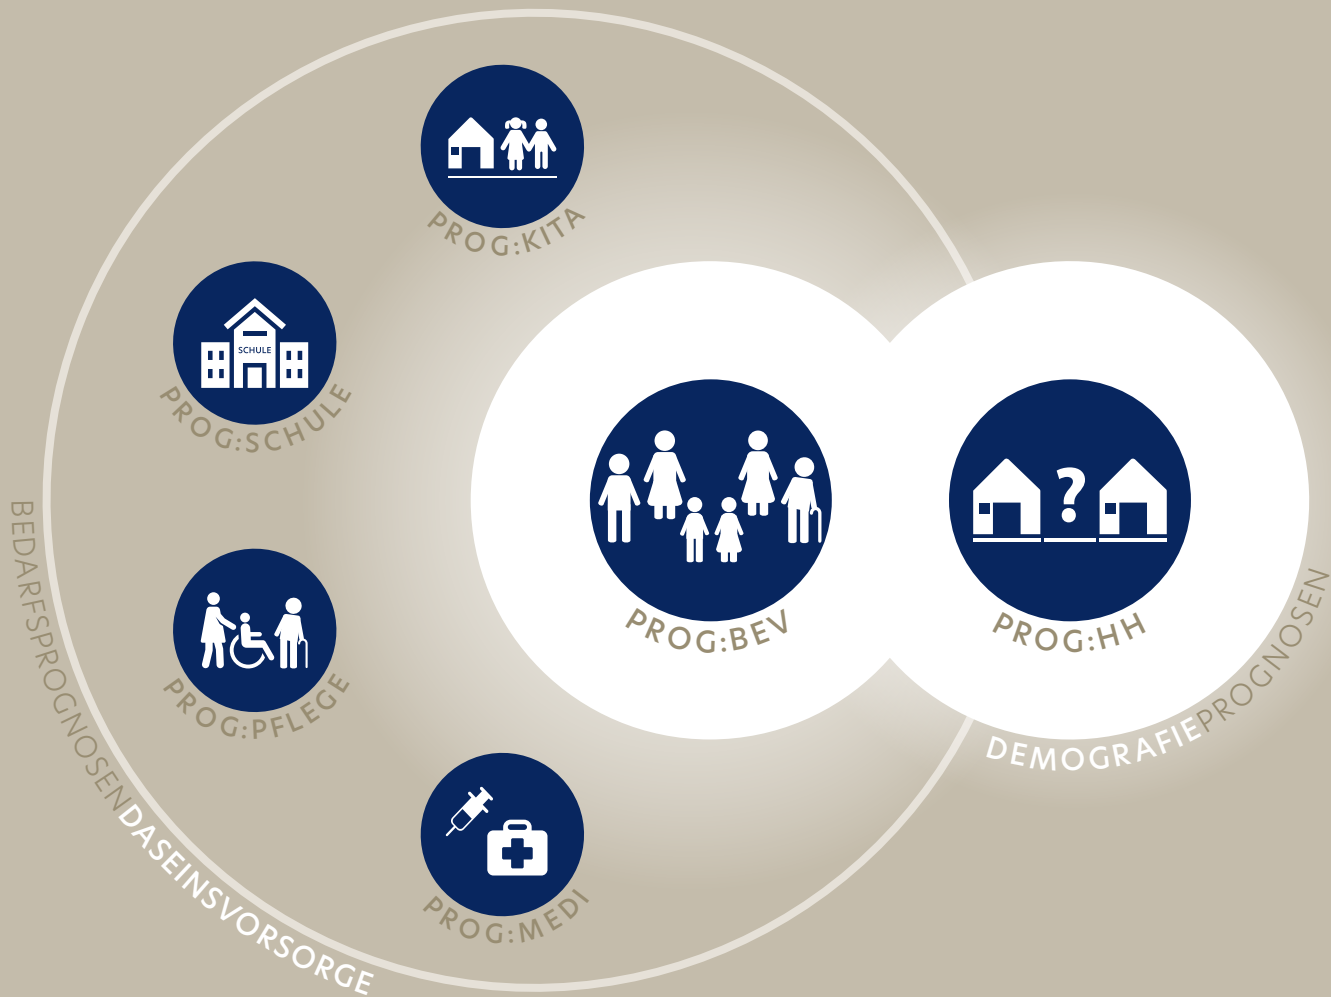 PROG:KITA
SCHULE
PROG:SCHULE
PROG:BEV
?
PROG:HH
PROG:PFLEGE
PROG:MEDI
BEDARFSPROGNOSENDASEINSVORSORGE
DEMOGRAFIEPROGNOSEN